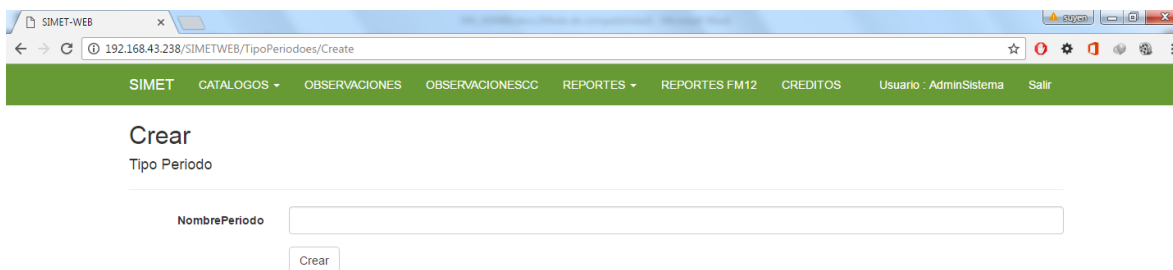 SIMET-WEB
suyen
192.168.43.238/SIMETWEB/TipoPeriodoes/Create
SIMET CATALOGOS OBSERVACIONES OBSERVACIONESCC REPORTES REPORTES FM12 CREDITOS Usuario : AdminSistema Salir
Crear
Tipo Periodo
NombrePeriodo
Crear